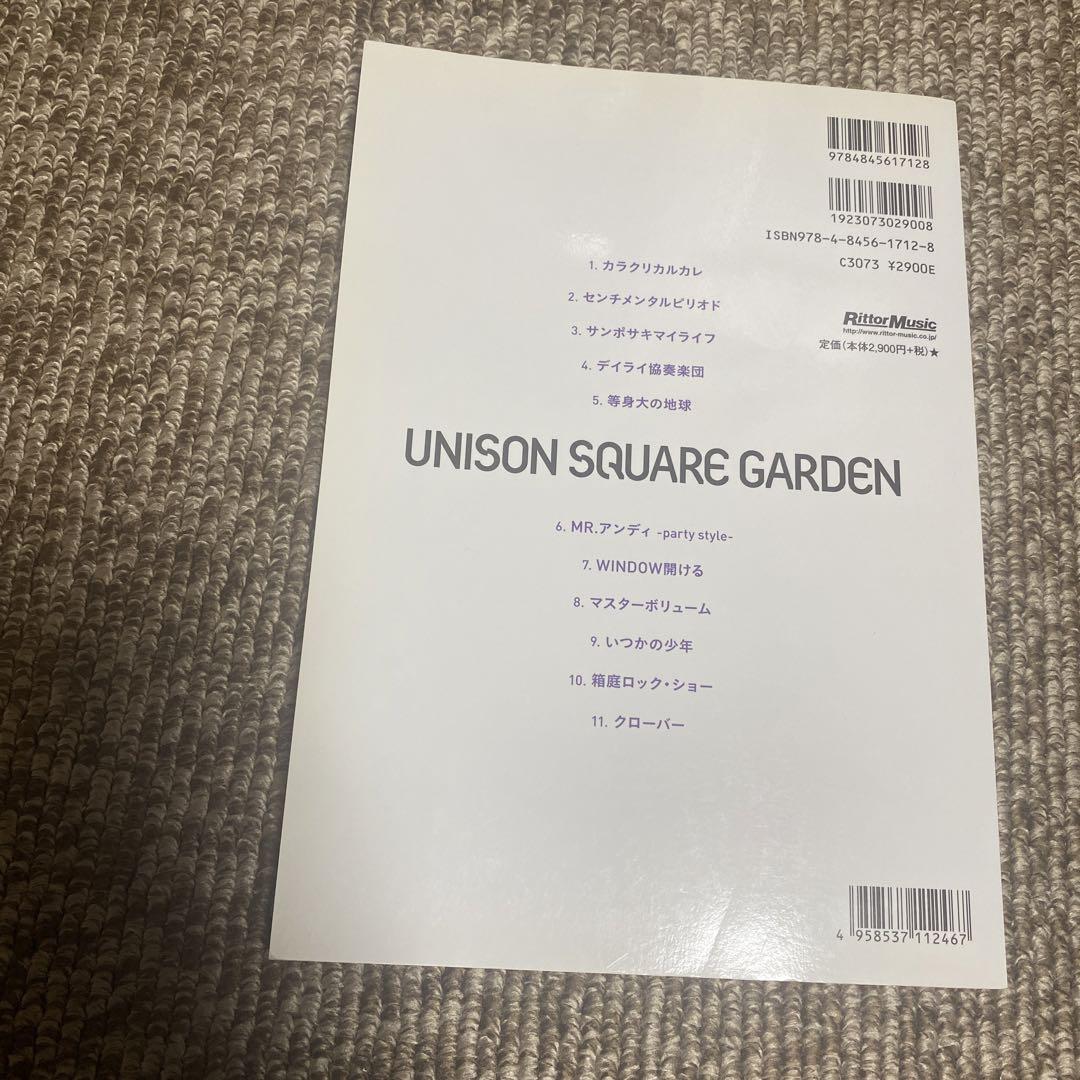 9784845617128
1923073029008
ISBN978-4-8456-1712-8
C3073 ¥2900E
RittorMusic
http://www.rittor-music.co.jp/
定価(本体2,900円+税)★
1. カラクリカルカレ
2. センチメンタルピリオド
3. サンポサキマイライフ
4. デイライ協奏楽団
5. 等身大の地球
UNISON SQUARE GARDEN
6. MR.アンディ -party style-
7. WINDOW開ける
8. マスターボリューム
9. いつかの少年
10. 箱庭ロック・ショー
11. クローバー
4 958537 112467